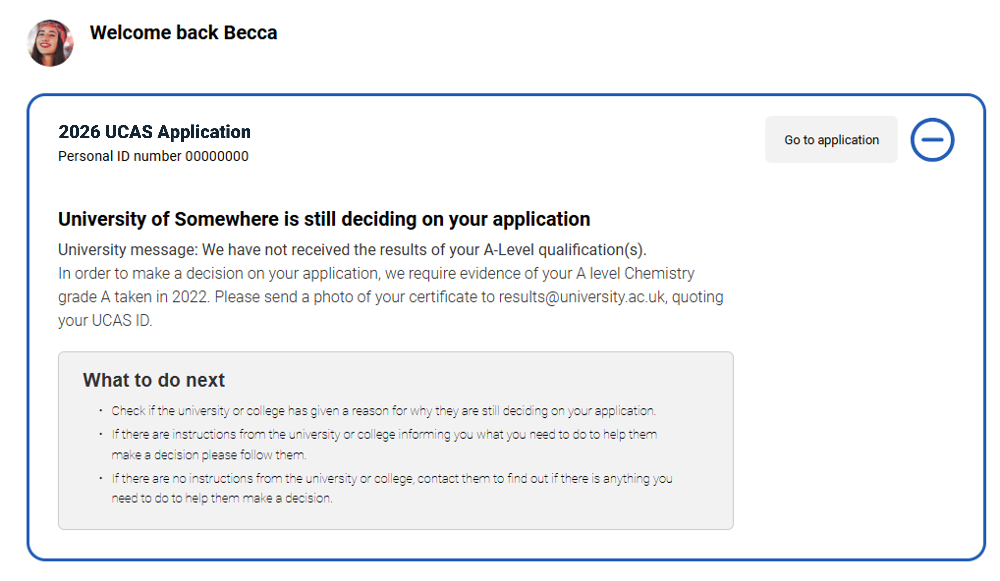 Welcome back Becca
2026 UCAS Application
Personal ID number 00000000
Go to application
University of Somewhere is still deciding on your application
University message: We have not received the results of your A-Level qualification(s).
In order to make a decision on your application, we require evidence of your A level Chemistry
grade A taken in 2022. Please send a photo of your certificate to results@university.ac.uk, quoting
your UCAS ID.
What to do next
• Check if the university or college has given a reason for why they are still deciding on your application.
• If there are instructions from the university or college informing you what you need to do to help them
make a decision please follow them.
• If there are no instructions from the university or college, contact them to find out if there is anything you
need to do to help them make a decision.